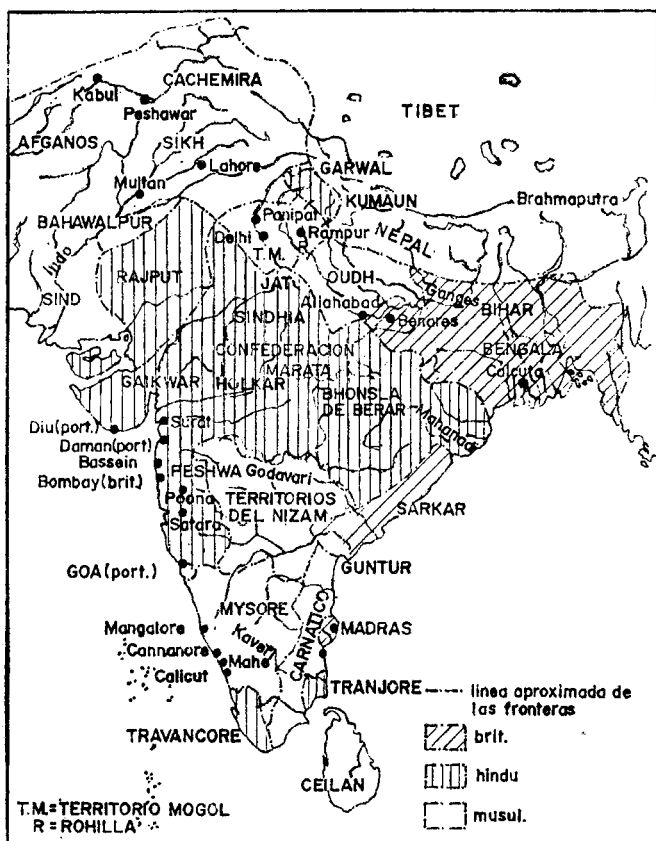 CACHEMIRA
Kabul
Peshawar
TIBET
AFGANOS
SIKH
Lahore
GARWAL
Multan
KUMAUN
Brahmaputra
BAHAWALPUR
Panipat
Delhi
Rampur
NEPAL
R
T.M.
Indo
RAJPUT
JAT
OUDH
Ganges
SIND
Allahabad
BIHAR
SINDHIA
Benares
CONFEDERACION
MARATA
BENGALA
GAIKWAR
HOLKAR
Calcuta
BHONSLA
DE BERAR
Mahanadi
Diu (port.)
Surat
Daman (port)
Bassein
PESHWA
Godavari
Bombay (brit.)
Poona
TERRITORIOS
DEL NIZAM
SARKAR
Satara
GOA (port.)
GUNTUR
MYSORE
CARNATICO
Mangalore
Kaveri
MADRAS
Cannanore
Mahe
Calicut
TRANJORE
linea aproximada de
las fronteras
TRAVANCORE
brit.
hindu
CEILAN
T.M.=TERRITORIO MOGOL
musul.
R = ROHILLA